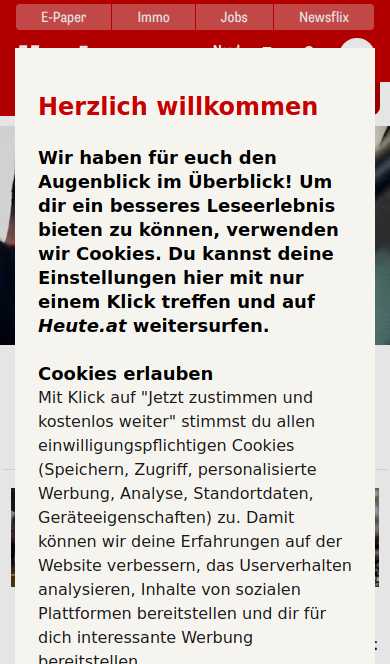 E-Paper Immo Jobs Newsflix
Herzlich willkommen
Wir haben für euch den
Augenblick im Überblick! Um
dir ein besseres Leseerlebnis
bieten zu können, verwenden
wir Cookies. Du kannst deine
Einstellungen hier mit nur
einem Klick treffen und auf
Heute.at weitersurfen.
Cookies erlauben
Mit Klick auf "Jetzt zustimmen und
kostenlos weiter" stimmst du allen
einwilligungspflichtigen Cookies
(Speichern, Zugriff, personalisierte
Werbung, Analyse, Standortdaten,
Geräteeigenschaften) zu. Damit
können wir deine Erfahrungen auf der
Website verbessern, das Userverhalten
analysieren, Inhalte von sozialen
Plattformen bereitstellen und dir für
dich interessante Werbung
bereitstellen